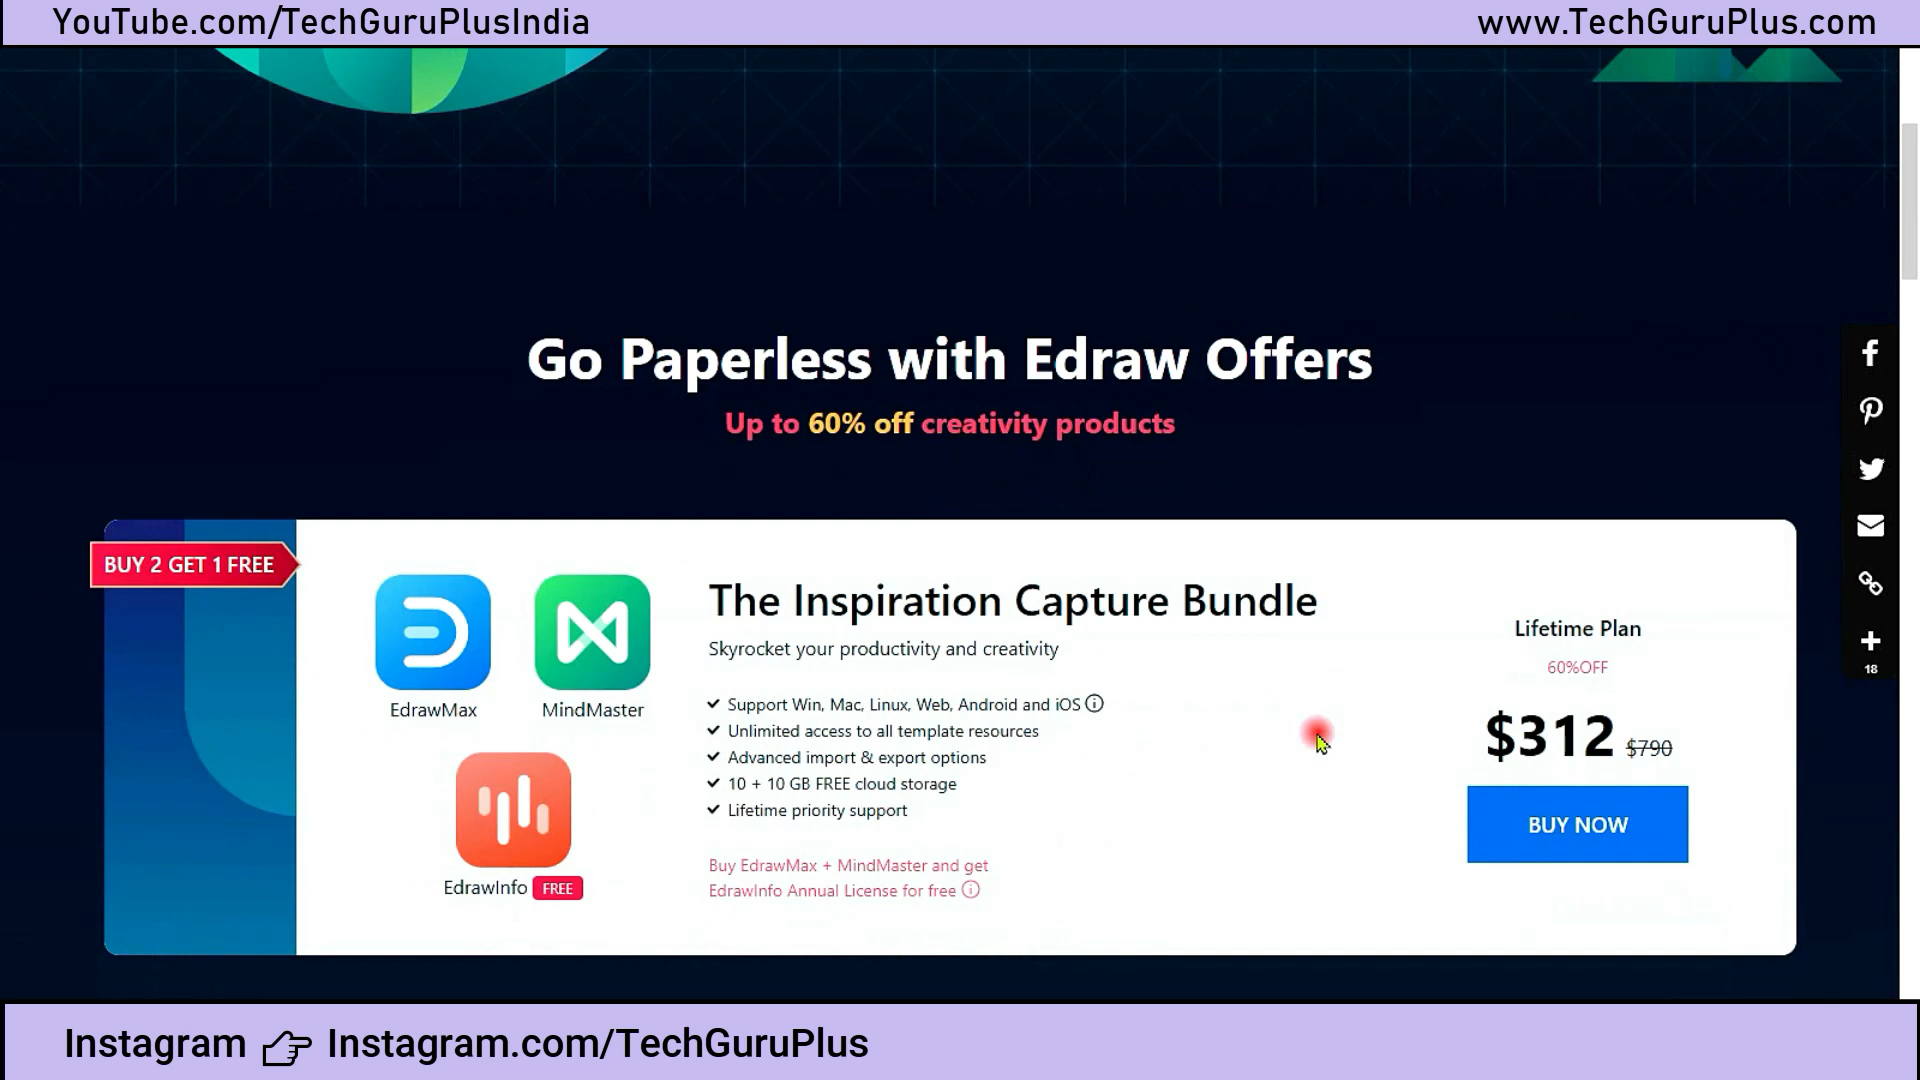 YouTube.com/TechGuruPlusIndia
www.TechGuruPlus.com
Go Paperless with Edraw Offers
Up to 60% off creativity products
BUY 2 GET 1 FREE
EdrawMax
MindMaster
EdrawInfo FREE
The Inspiration Capture Bundle
Skyrocket your productivity and creativity
Support Win, Mac, Linux, Web, Android and iOS
Unlimited access to all template resources
Advanced import & export options
10 + 10 GB FREE cloud storage
Lifetime priority support
Buy EdrawMax + MindMaster and get
EdrawInfo Annual License for free
Lifetime Plan
60%OFF
$312 $790
BUY NOW
18
Instagram Instagram.com/TechGuruPlus